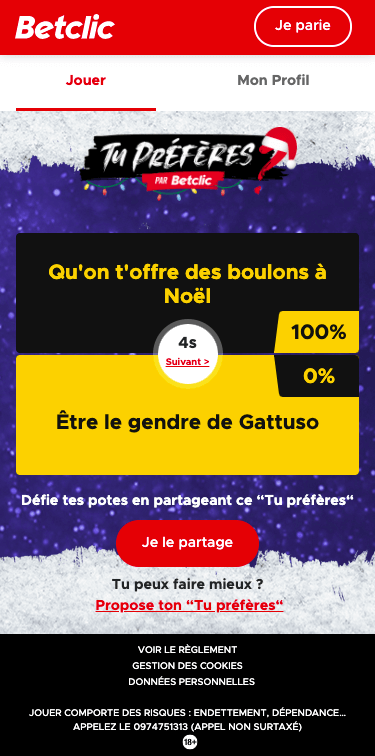 Betclic
Je parie
Jouer
Mon Profil
TU PRÉFÈRES ?
PAR Betclic
Qu'on t'offre des boulons à
Noël
100%
4s
Suivant >
0%
Être le gendre de Gattuso
Défie tes potes en partageant ce “Tu préfères“
Je le partage
Tu peux faire mieux ?
Propose ton “Tu préfères“
VOIR LE RÈGLEMENT
GESTION DES COOKIES
DONNÉES PERSONNELLES
JOUER COMPORTE DES RISQUES : ENDETTEMENT, DÉPENDANCE...
APPELEZ LE 0974751313 (APPEL NON SURTAXÉ)
18+